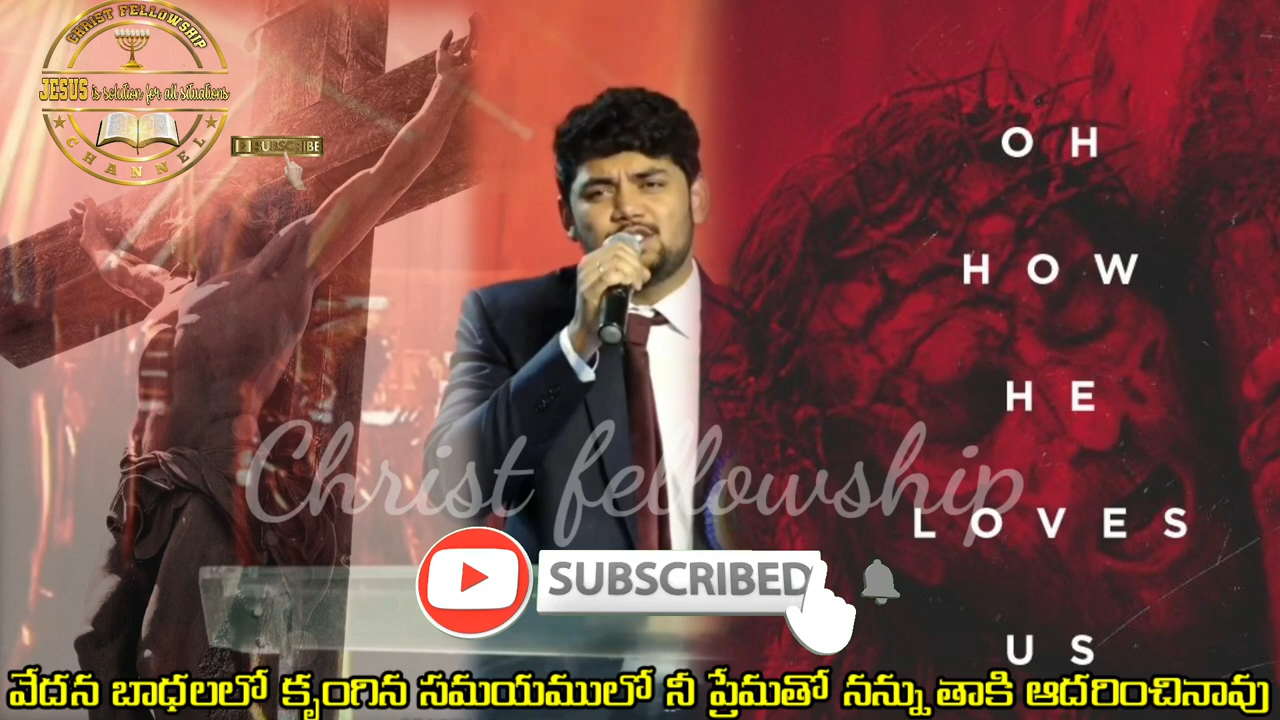 CHRIST FELLOWSHIP
JESUS is solution for all situations
CHANNEL
SUBSCRIBE
OH
HOW
HE
LOVES
US
Christ fellowship
SUBSCRIBED
వేదన బాధలలో కృంగిన సమయములో నీ ప్రేమతో నన్ను తాకి ఆదరించినావు